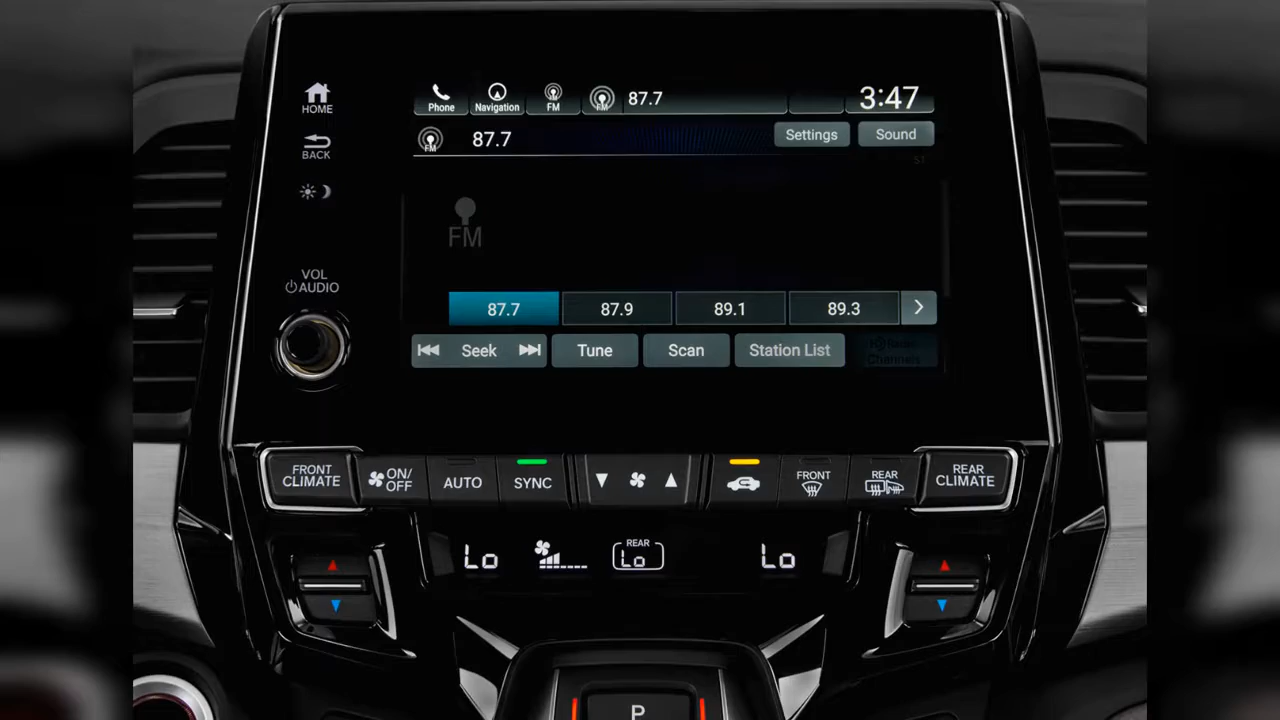 HOME
BACK
VOL
AUDIO
Phone
Navigation
FM
FM
87.7
3:47
FM
87.7
Settings
Sound
ST
FM
87.7
87.9
89.1
89.3
Seek
Tune
Scan
Station List
Channels
FRONT CLIMATE
ON/OFF
AUTO
SYNC
FRONT
REAR
REAR CLIMATE
Lo
REAR
Lo
Lo
P